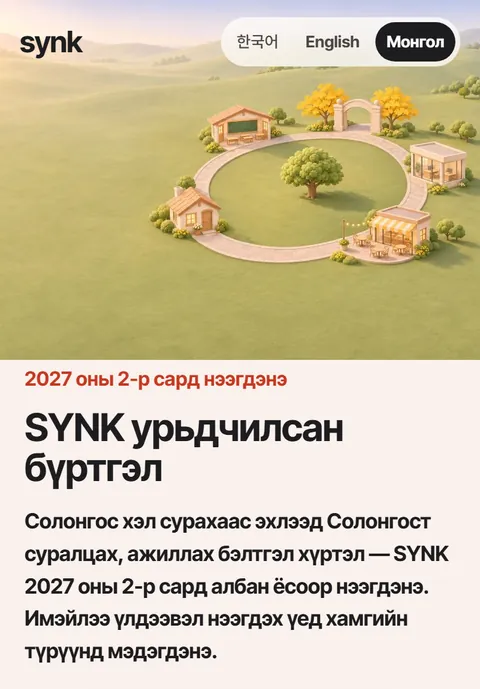 synk
한국어 English Монгол
2027 оны 2-р сард нээгдэнэ
SYNK урьдчилсан
бүртгэл
Солонгос хэл сурахаас эхлээд Солонгост
суралцах, ажиллах бэлтгэл хүртэл — SYNK
2027 оны 2-р сард албан ёсоор нээгдэнэ.
Имэйлээ үлдээвэл нээгдэх үед хамгийн
түрүүнд мэдэгдэнэ.